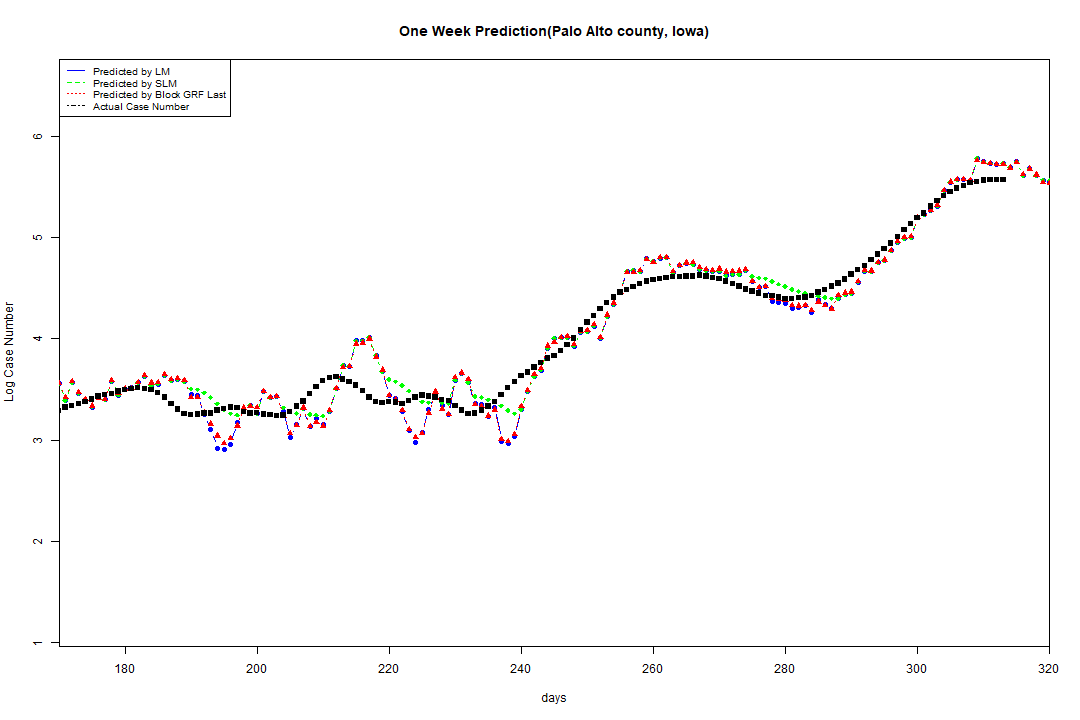 One Week Prediction(Palo Alto county, Iowa)
Predicted by LM
Predicted by SLM
Predicted by Block GRF Last
Actual Case Number
6
5
4
3
2
1
Log Case Number
180 200 220 240 260 280 300 320
days